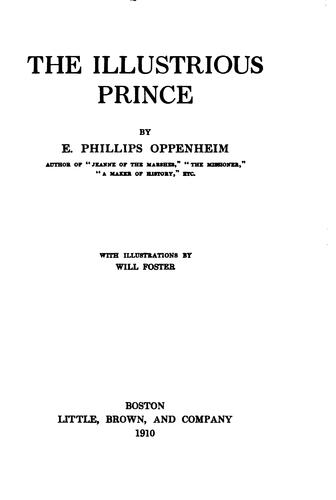 THE ILLUSTRIOUS
PRINCE
BY
E. PHILLIPS OPPENHEIM
AUTHOR OF "JEANNE OF THE MARSHES," "THE MISSIONER,"
"A MAKER OF HISTORY," ETC.
WITH ILLUSTRATIONS BY
WILL FOSTER
BOSTON
LITTLE, BROWN, AND COMPANY
1910